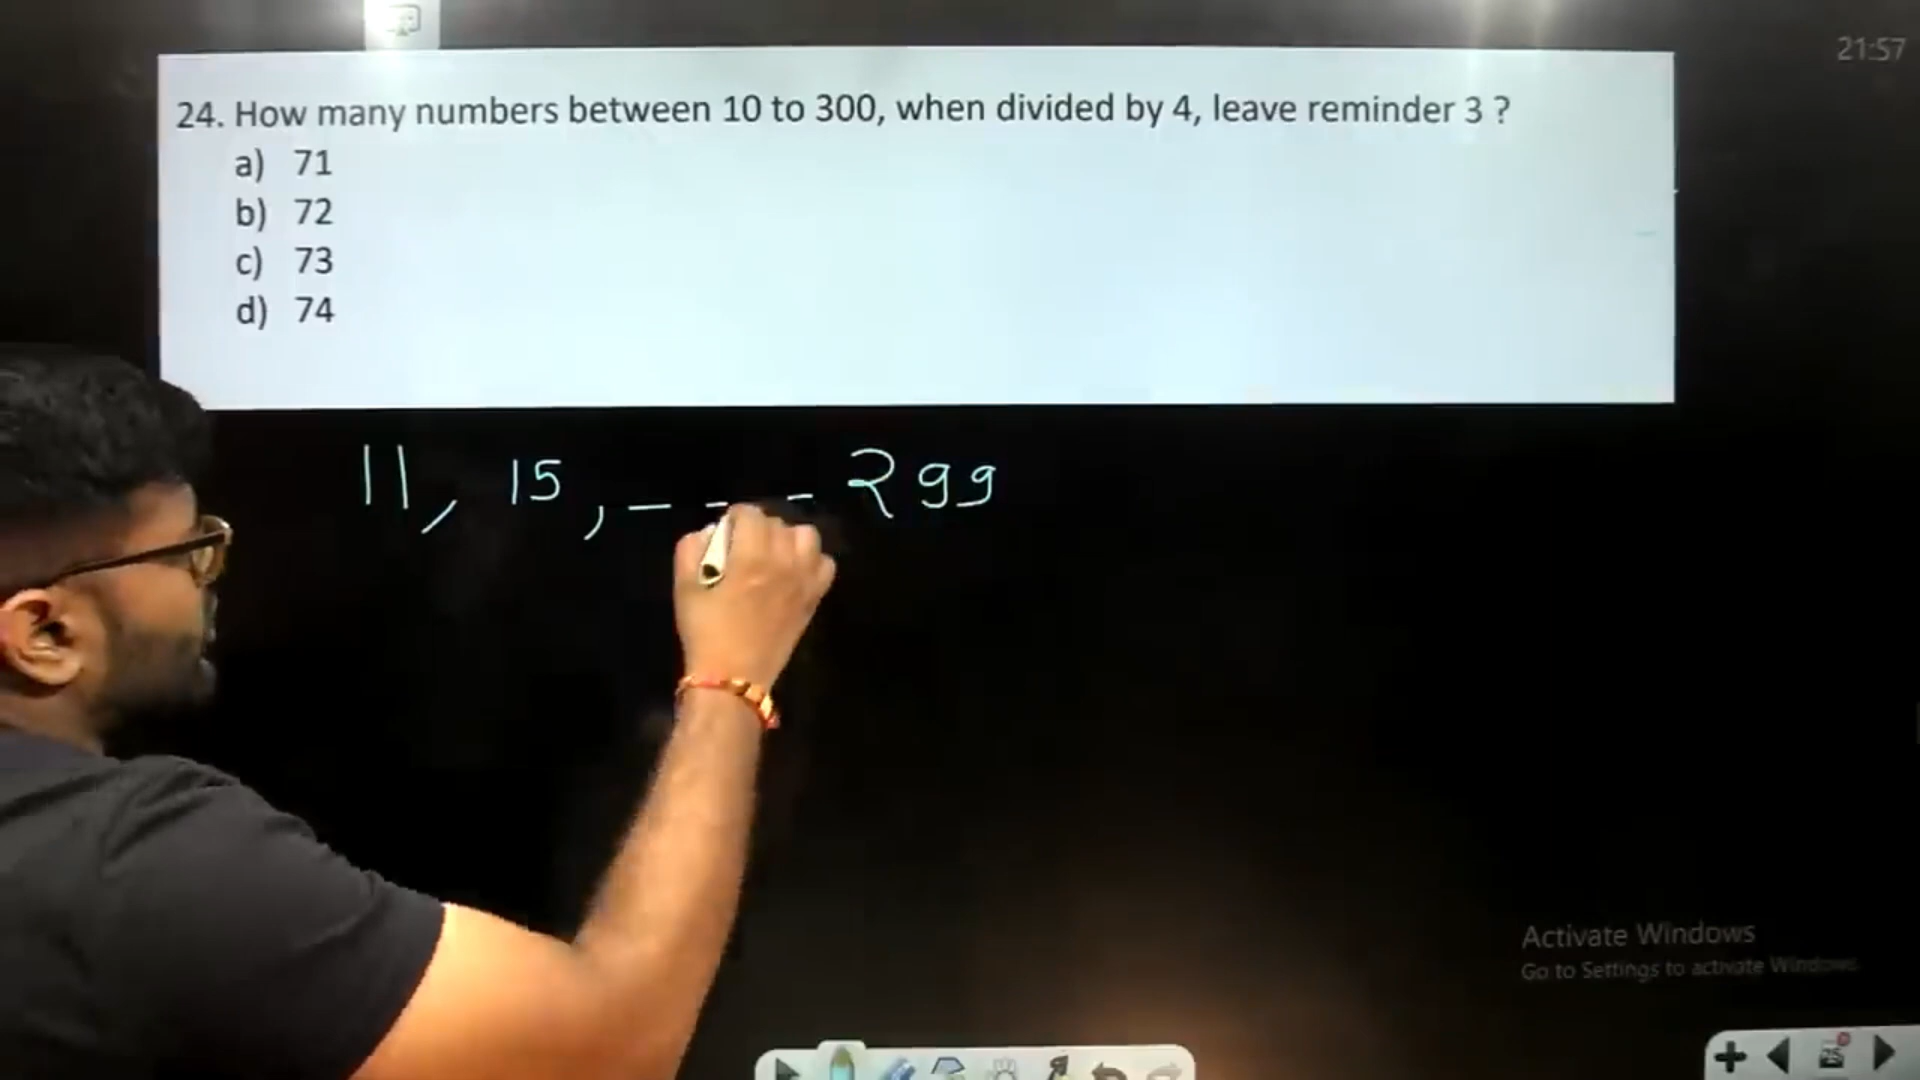 21:57
24. How many numbers between 10 to 300, when divided by 4, leave reminder 3 ?
a) 71
b) 72
c) 73
d) 74
11, 15, - - - - 299
Activate Windows
Go to Settings to activate Windows.